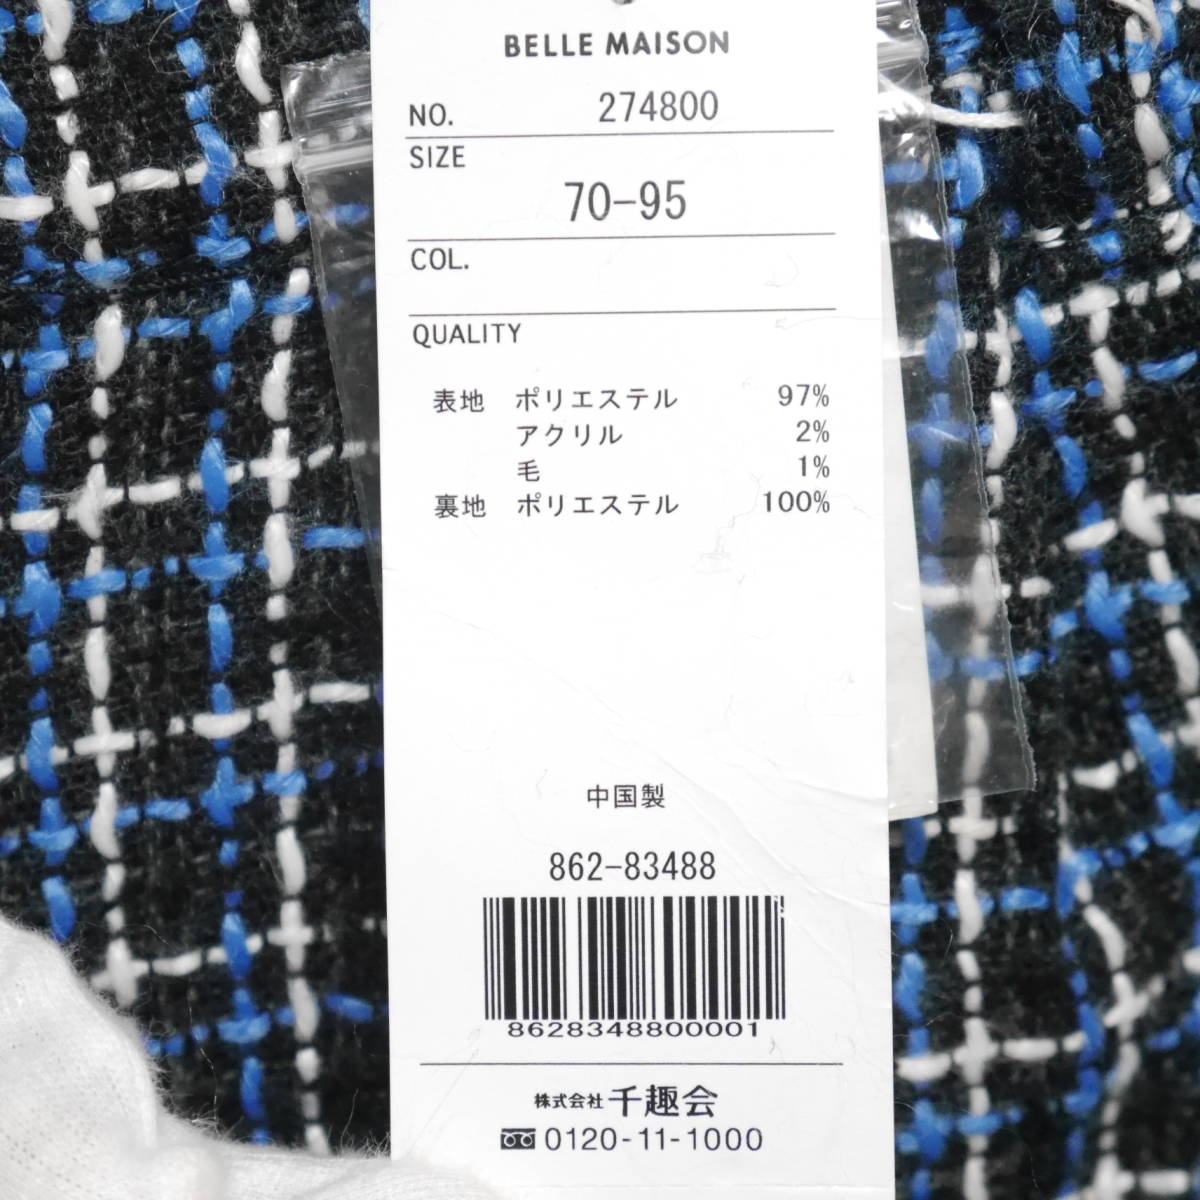 BELLE MAISON
NO. 274800
SIZE
70-95
COL.
QUALITY
表地 ポリエステル 97%
アクリル 2%
毛 1%
裏地 ポリエステル 100%
中国製
862-83488
8628348800001
株式会社 千趣会
0120-11-1000